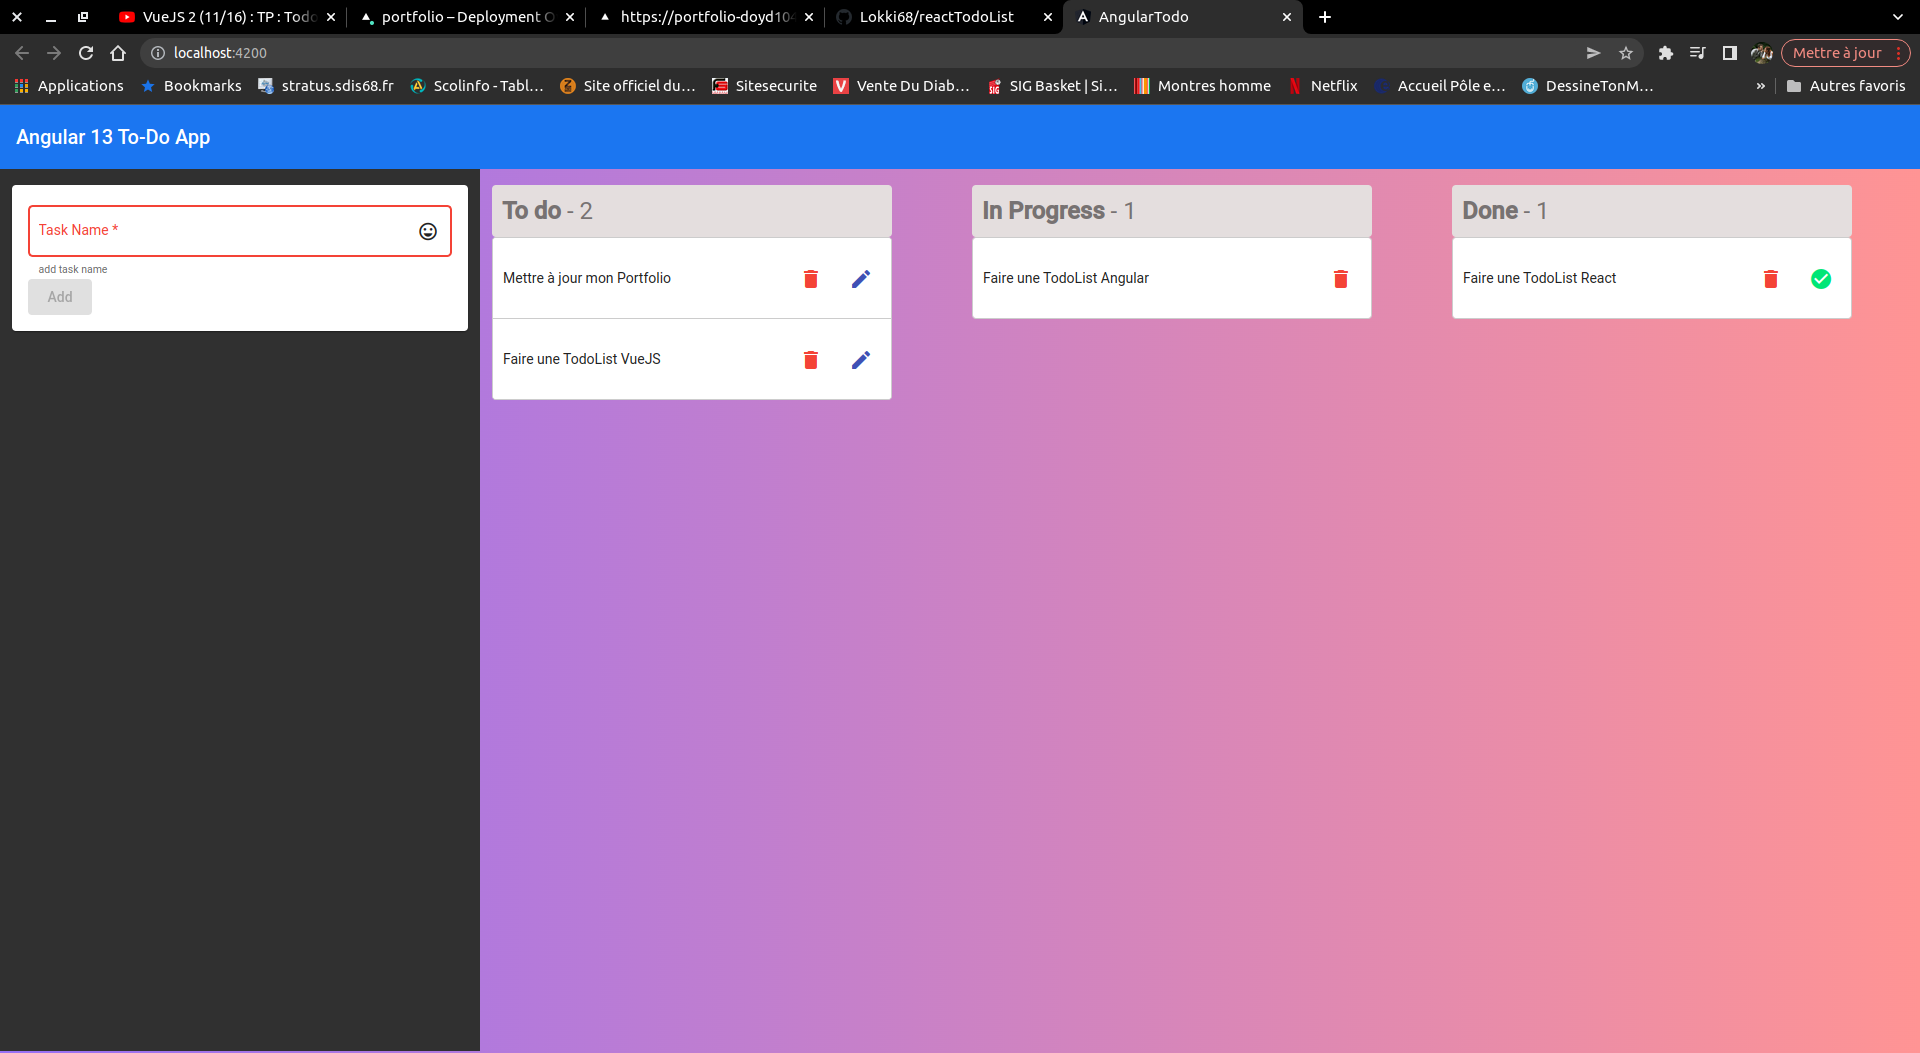 VueJS 2 (11/16) : TP : Todo
portfolio – Deployment O
https://portfolio-doyd104
Lokki68/reactTodoList
AngularTodo
localhost:4200
Mettre à jour
Applications
Bookmarks
stratus.sdis68.fr
Scolinfo - Tabl…
Site officiel du…
Sitesecurite
Vente Du Diab…
SIG Basket | Si…
Montres homme
Netflix
Accueil Pôle e…
DessineTonM…
»
Autres favoris
Angular 13 To-Do App
Task Name *
add task name
Add
To do - 2
Mettre à jour mon Portfolio
Faire une TodoList VueJS
In Progress - 1
Faire une TodoList Angular
Done - 1
Faire une TodoList React